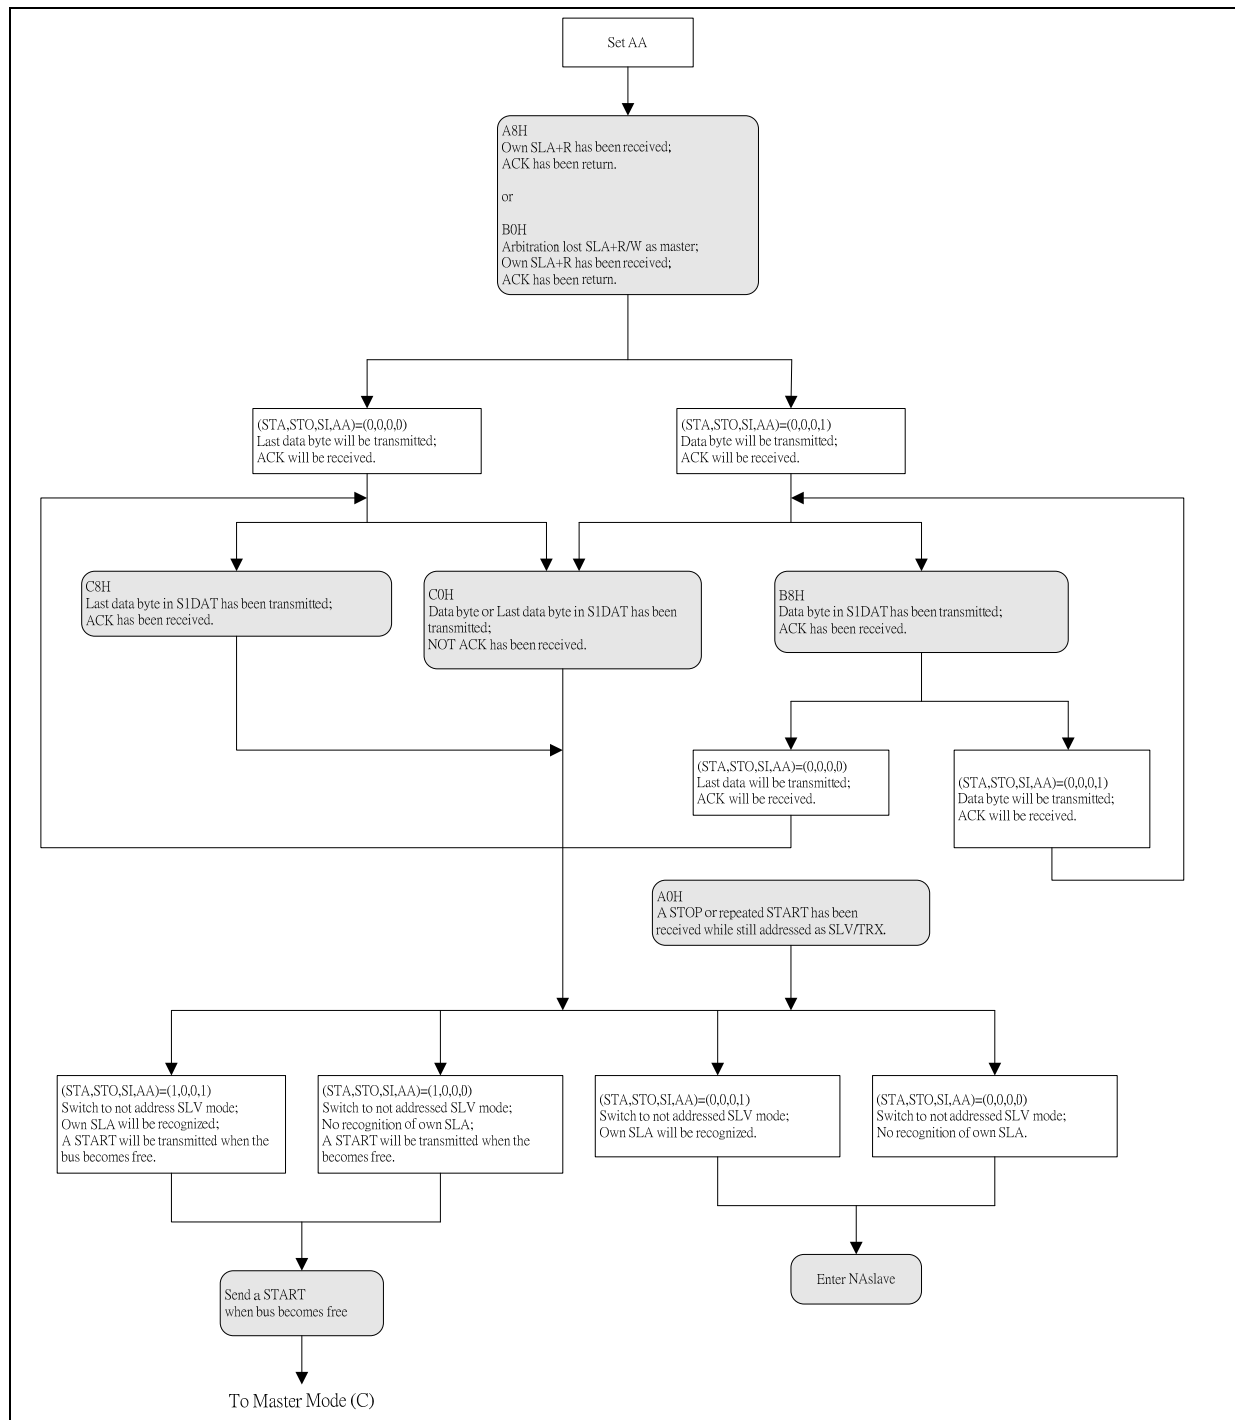 Set AA
A8H
Own SLA+R has been received;
ACK has been return.
or
B0H
Arbitration lost SLA+R/W as master;
Own SLA+R has been received;
ACK has been return.
(STA,STO,SI,AA)=(0,0,0,0)
Last data byte will be transmitted;
ACK will be received.
(STA,STO,SI,AA)=(0,0,0,1)
Data byte will be transmitted;
ACK will be received.
C8H
Last data byte in S1DAT has been transmitted;
ACK has been received.
C0H
Data byte or Last data byte in S1DAT has been
transmitted;
NOT ACK has been received.
B8H
Data byte in S1DAT has been transmitted;
ACK has been received.
(STA,STO,SI,AA)=(0,0,0,0)
Last data will be transmitted;
ACK will be received.
(STA,STO,SI,AA)=(0,0,0,1)
Data byte will be transmitted;
ACK will be received.
A0H
A STOP or repeated START has been
received while still addressed as SLV/TRX.
(STA,STO,SI,AA)=(1,0,0,1)
Switch to not address SLV mode;
Own SLA will be recognized;
A START will be transmitted when the
bus becomes free.
(STA,STO,SI,AA)=(1,0,0,0)
Switch to not addressed SLV mode;
No recognition of own SLA;
A START will be transmitted when the
becomes free.
(STA,STO,SI,AA)=(0,0,0,1)
Switch to not addressed SLV mode;
Own SLA will be recognized.
(STA,STO,SI,AA)=(0,0,0,0)
Switch to not addressed SLV mode;
No recognition of own SLA.
Send a START
when bus becomes free
Enter NAslave
To Master Mode (C)